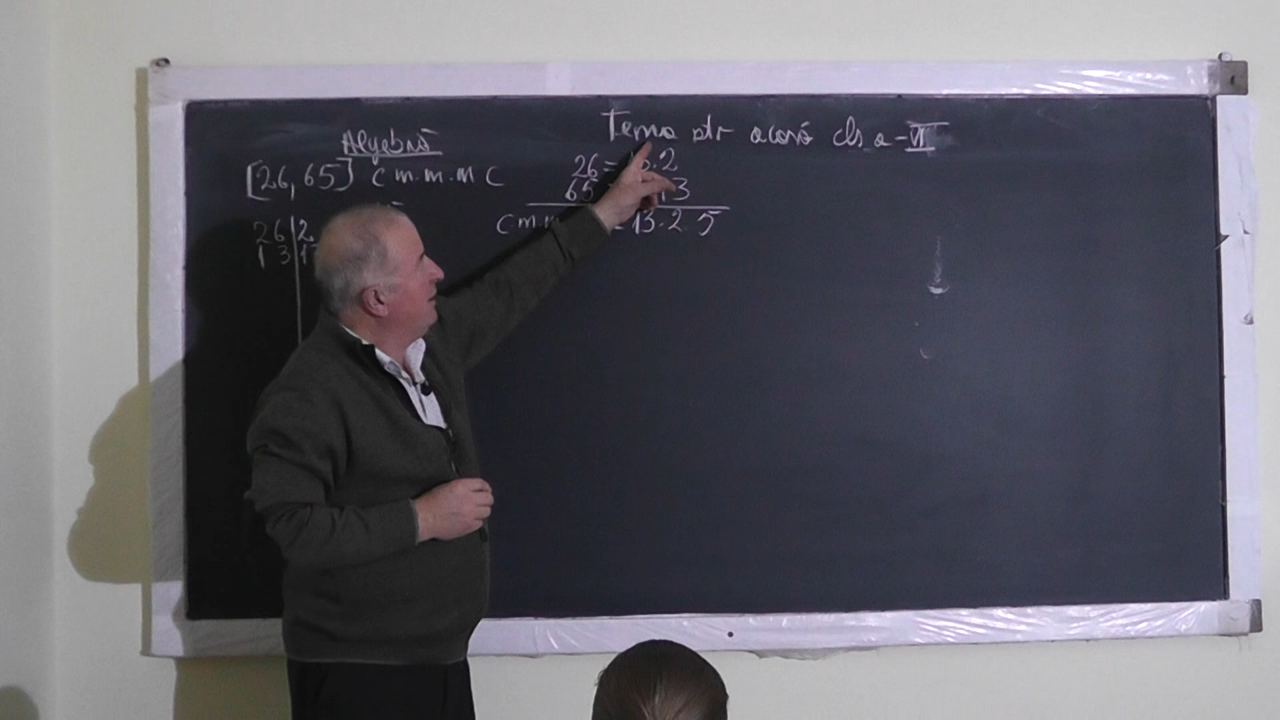 Algebră
Tema ptr acasă cls a-VI
[26,65] c m.m.m c
26=13.2
65 13
c m.m =13.2.5
26|2
13|1